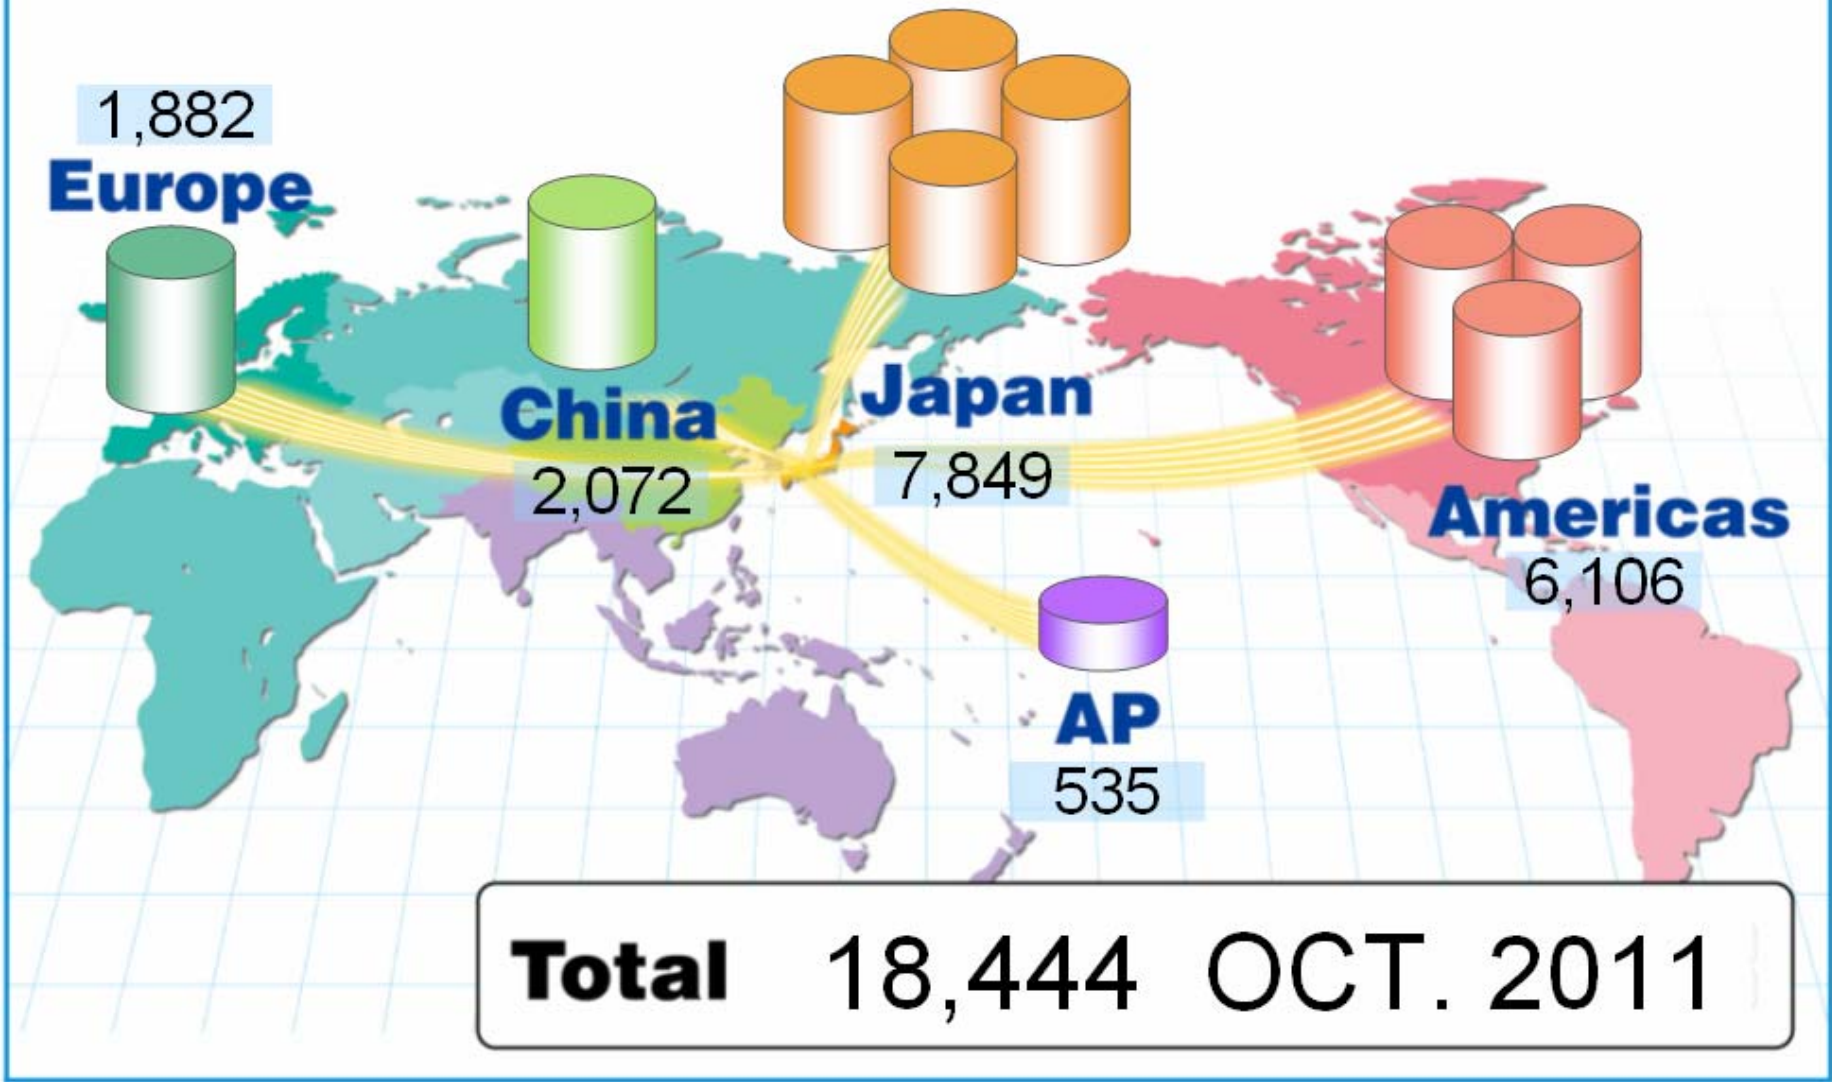 1,882
Europe
China
2,072
Japan
7,849
Americas
6,106
AP
535
Total 18,444 OCT. 2011